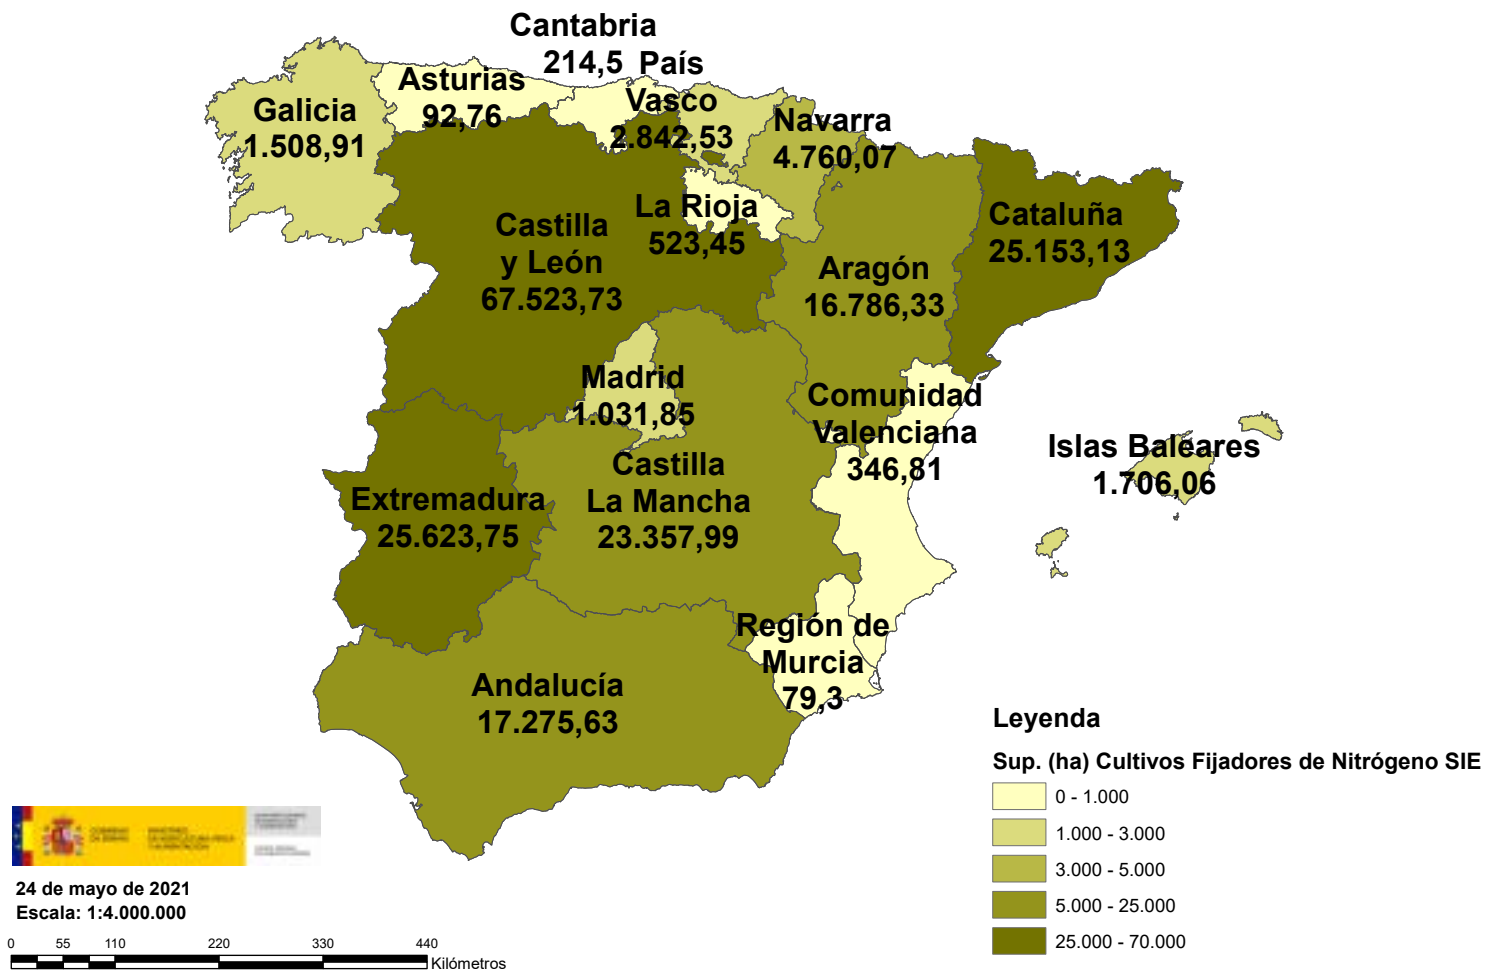 Cantabria
214,5
País
Vasco
2.842,53
Asturias
92,76
Galicia
1.508,91
Navarra
4.760,07
La Rioja
523,45
Cataluña
25.153,13
Castilla
y León
67.523,73
Aragón
16.786,33
Madrid
1.031,85
Comunidad
Valenciana
346,81
Islas Baleares
1.706,06
Castilla
La Mancha
23.357,99
Extremadura
25.623,75
Región de
Murcia
79,3
Andalucía
17.275,63
Leyenda
Sup. (ha) Cultivos Fijadores de Nitrógeno SIE
0 - 1.000
1.000 - 3.000
3.000 - 5.000
5.000 - 25.000
25.000 - 70.000
24 de mayo de 2021
Escala: 1:4.000.000
0 55 110 220 330 440
Kilómetros